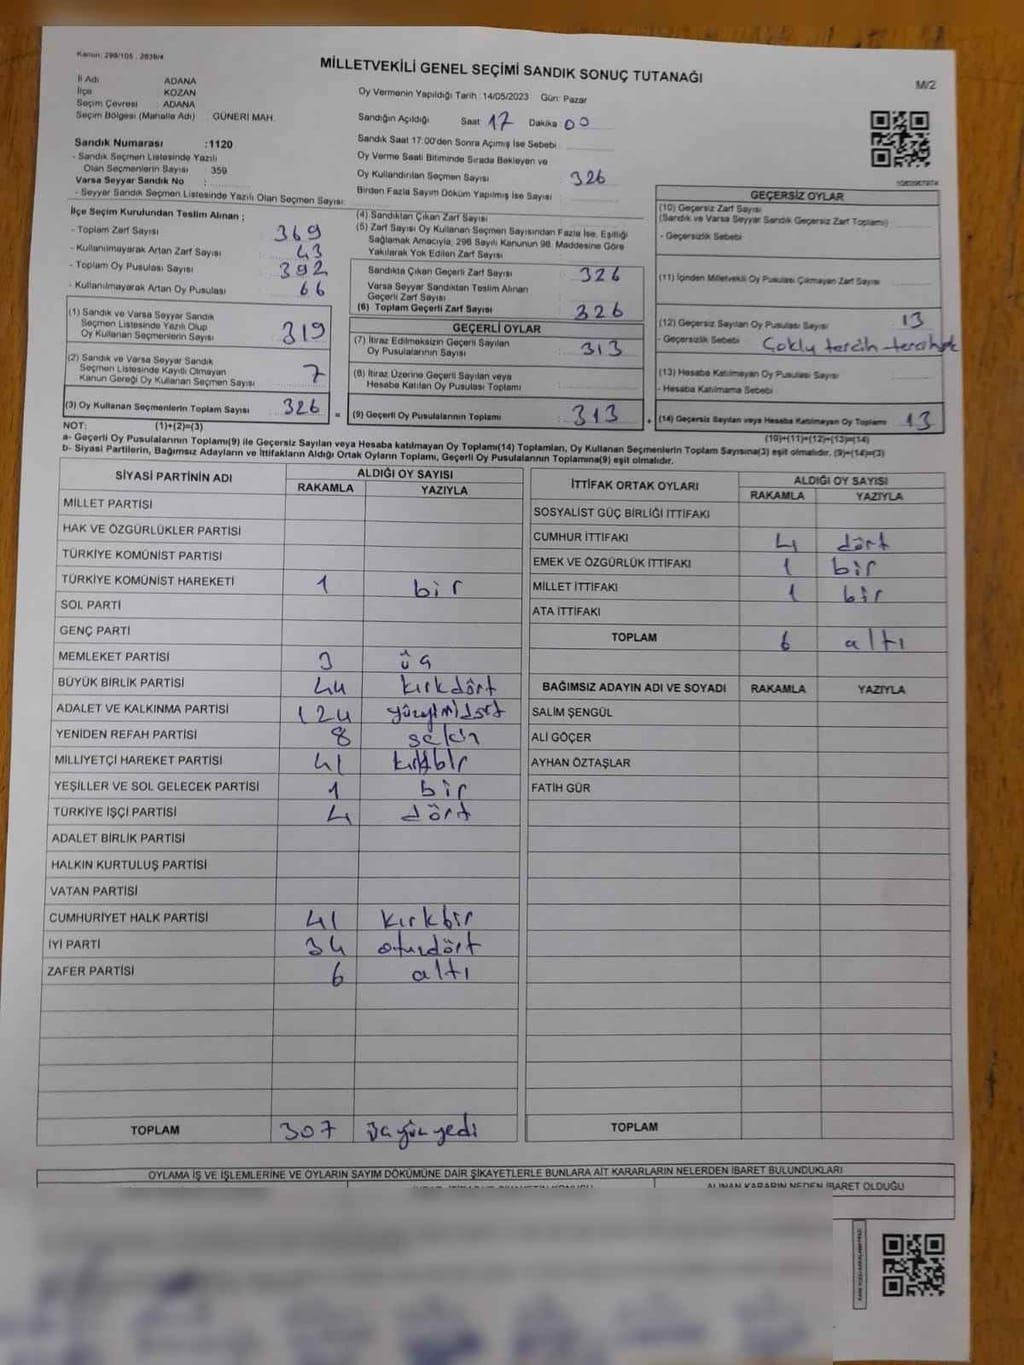 Kanun: 298/105 , 2839/4
MİLLETVEKİLİ GENEL SEÇİMİ SANDIK SONUÇ TUTANAĞI
M/2
İl Adı ADANA
İlçe KOZAN
Seçim Çevresi ADANA
Seçim Bölgesi (Mahalle Adı) : GÜNERİ MAH.
Sandık Numarası :1120
- Sandık Seçmen Listesinde Yazılı
Olan Seçmenlerin Sayısı : 359
Varsa Seyyar Sandık No :
- Seyyar Sandık Seçmen Listesinde Yazılı Olan Seçmen Sayısı:
Oy Vermenin Yapıldığı Tarih :14/05/2023 Gün: Pazar
Sandığın Açıldığı Saat 17 Dakika 00
Sandık Saat 17:00'den Sonra Açılmış İse Sebebi :
Oy Verme Saati Bitiminde Sırada Bekleyen ve
Oy Kullandırılan Seçmen Sayısı : 326
Birden Fazla Sayım Döküm Yapılmış İse Sayısı :
İlçe Seçim Kurulundan Teslim Alınan ;
- Toplam Zarf Sayısı : 369
- Kullanılmayarak Artan Zarf Sayısı : 43
- Toplam Oy Pusulası Sayısı : 392
- Kullanılmayarak Artan Oy Pusulası : 66
(1) Sandık ve Varsa Seyyar Sandık
Seçmen Listesinde Yazılı Olup
Oy Kullanan Seçmenlerin Sayısı : 319
(2) Sandık ve Varsa Seyyar Sandık
Seçmen Listesinde Kayıtlı Olmayan
Kanun Gereği Oy Kullanan Seçmen Sayısı : 7
(3) Oy Kullanan Seçmenlerin Toplam Sayısı : 326 =
(4) Sandıktan Çıkan Zarf Sayısı :
(5) Zarf Sayısı Oy Kullanan Seçmen Sayısından Fazla İse, Eşitliği
Sağlamak Amacıyla, 298 Sayılı Kanunun 98. Maddesine Göre
Yakılarak Yok Edilen Zarf Sayısı :
Sandıkta Çıkan Geçerli Zarf Sayısı : 326
Varsa Seyyar Sandıktan Teslim Alınan
Geçerli Zarf Sayısı :
(6) Toplam Geçerli Zarf Sayısı : 326
GEÇERLİ OYLAR
(7) İtiraz Edilmeksizin Geçerli Sayılan
Oy Pusulalarının Sayısı : 313
(8) İtiraz Üzerine Geçerli Sayılan veya
Hesaba Katılan Oy Pusulası Toplamı :
(9) Geçerli Oy Pusulalarının Toplamı : 313 +
GEÇERSİZ OYLAR
(10) Geçersiz Zarf Sayısı
(Sandık ve Varsa Seyyar Sandık Geçersiz Zarf Toplamı) :
- Geçersizlik Sebebi :
(11) İçinden Milletvekili Oy Pusulası Çıkmayan Zarf Sayısı :
(12) Geçersiz Sayılan Oy Pusulası Sayısı : 13
- Geçersizlik Sebebi : Çoklu tercih
(13) Hesaba Katılmayan Oy Pusulası Sayısı :
- Hesaba Katılmama Sebebi :
(14) Geçersiz Sayılan veya Hesaba Katılmayan Oy Toplamı : 13
NOT: (1)+(2)=(3) (10)+(11)+(12)+(13)=(14)
a- Geçerli Oy Pusulalarının Toplamı(9) ile Geçersiz Sayılan veya Hesaba katılmayan Oy Toplamı(14) Toplamları, Oy Kullanan Seçmenlerin Toplam Sayısına(3) eşit olmalıdır. (9)+(14)=(3)
b- Siyasi Partilerin, Bağımsız Adayların ve İttifakların Aldığı Ortak Oyların Toplamı, Geçerli Oy Pusulalarının Toplamına(9) eşit olmalıdır.
SİYASİ PARTİNİN ADI ALDIĞI OY SAYISI
RAKAMLA YAZIYLA
MİLLET PARTİSİ
HAK VE ÖZGÜRLÜKLER PARTİSİ
TÜRKİYE KOMÜNİST PARTİSİ
TÜRKİYE KOMÜNİST HAREKETİ 1 bir
SOL PARTİ
GENÇ PARTİ
MEMLEKET PARTİSİ 3 üç
BÜYÜK BİRLİK PARTİSİ 44 kırkdört
ADALET VE KALKINMA PARTİSİ 124
YENİDEN REFAH PARTİSİ 8 sekiz
MİLLİYETÇİ HAREKET PARTİSİ 41 kırkbir
YEŞİLLER VE SOL GELECEK PARTİSİ 1 bir
TÜRKİYE İŞÇİ PARTİSİ 4 dört
ADALET BİRLİK PARTİSİ
HALKIN KURTULUŞ PARTİSİ
VATAN PARTİSİ
CUMHURİYET HALK PARTİSİ 41 kırkbir
İYİ PARTİ 34 otuzdört
ZAFER PARTİSİ 6 altı
TOPLAM 307 üçyüzyedi
İTTİFAK ORTAK OYLARI ALDIĞI OY SAYISI
RAKAMLA YAZIYLA
SOSYALİST GÜÇ BİRLİĞİ İTTİFAKI
CUMHUR İTTİFAKI 4 dört
EMEK VE ÖZGÜRLÜK İTTİFAKI 1 bir
MİLLET İTTİFAKI 1 bir
ATA İTTİFAKI
TOPLAM 6 altı
BAĞIMSIZ ADAYIN ADI VE SOYADI RAKAMLA YAZIYLA
SALİM ŞENGÜL
ALİ GÖÇER
AYHAN ÖZTAŞLAR
FATİH GÜR
TOPLAM
OYLAMA İŞ VE İŞLEMLERİNE VE OYLARIN SAYIM DÖKÜMÜNE DAİR ŞİKAYETLERLE BUNLARA AİT KARARLARIN NELERDEN İBARET BULUNDUKLARI
ALINAN KARARIN NEDEN İBARET OLDUĞU